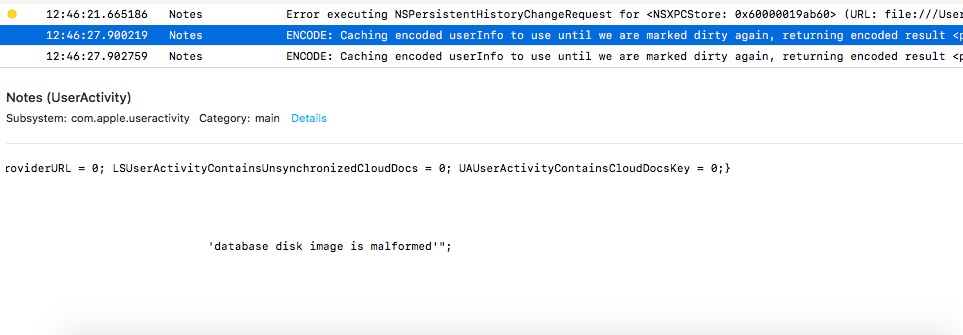 12:46:21.665186 Notes Error executing NSPersistentHistoryChangeRequest for <NSXPCStore: 0x60000019ab60> (URL: file:///User
12:46:27.900219 Notes ENCODE: Caching encoded userInfo to use until we are marked dirty again, returning encoded result <p
12:46:27.902759 Notes ENCODE: Caching encoded userInfo to use until we are marked dirty again, returning encoded result <p
Notes (UserActivity)
Subsystem: com.apple.useractivity Category: main Details
roviderURL = 0; LSUserActivityContainsUnsynchronizedCloudDocs = 0; UAUserActivityContainsCloudDocsKey = 0;}
'database disk image is malformed'";